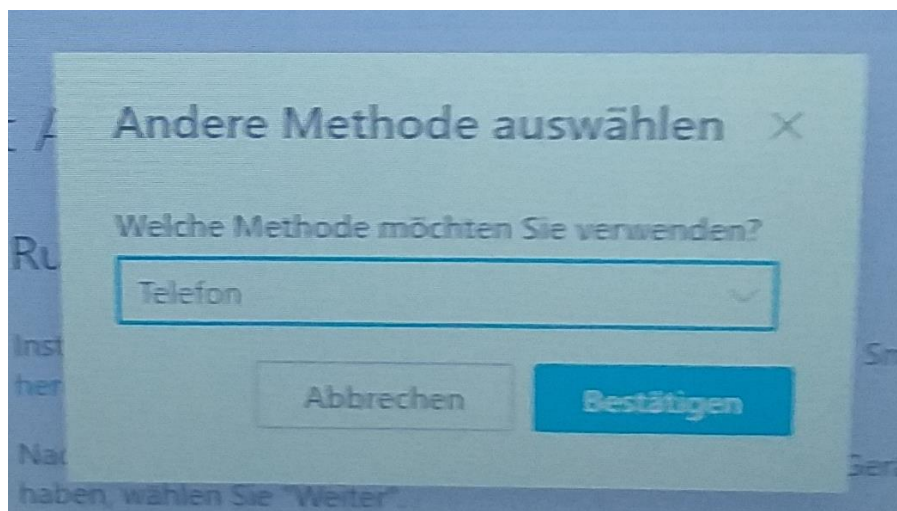 Andere Methode auswählen
Welche Methode möchten Sie verwenden?
Telefon
Abbrechen
Bestätigen
haben, wählen Sie "Weiter".